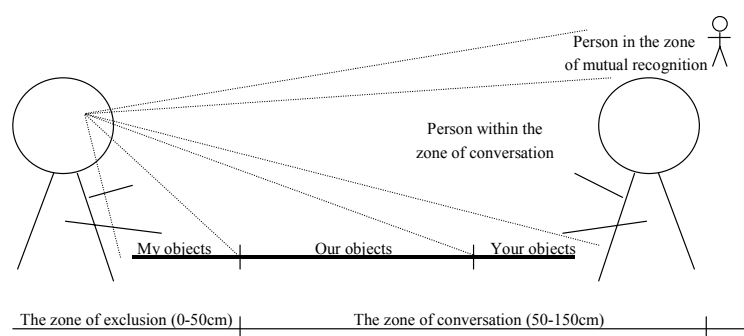 Person in the zone
of mutual recognition
Person within the
zone of conversation
My objects
Our objects
Your objects
The zone of exclusion (0-50cm)
The zone of conversation (50-150cm)